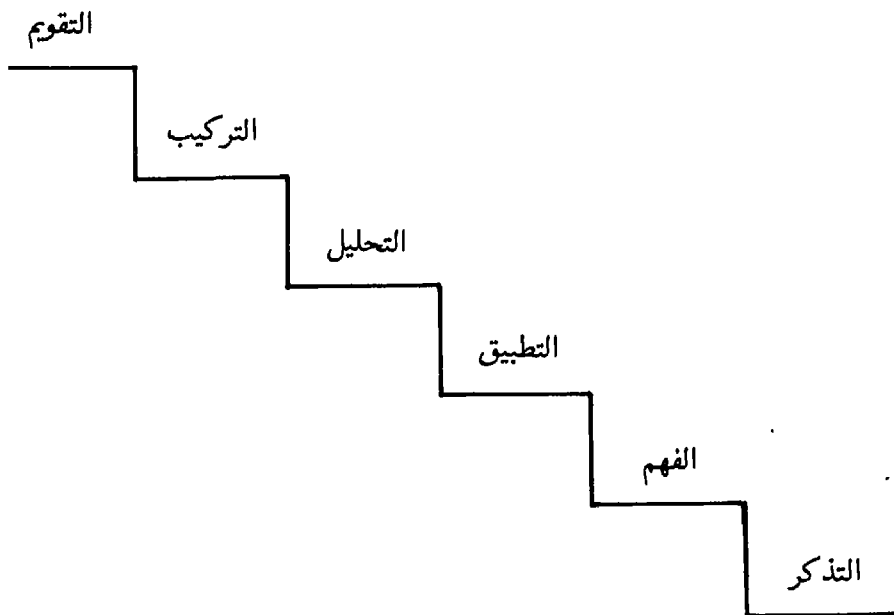 التقويم
التركيب
التحليل
التطبيق
الفهم
التذكر